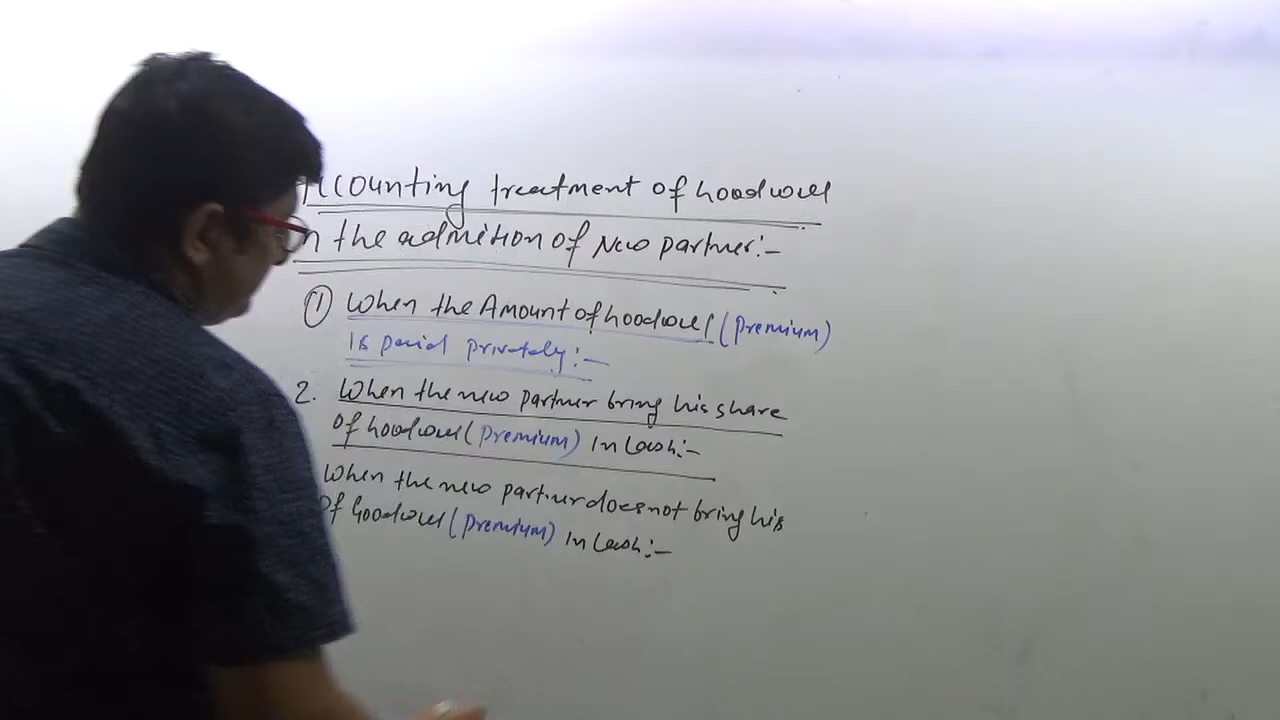 ccounting treatment of Goodwill
n the admition of New partner:-
① When the Amount of Goodwill (Premium)
Is paid privately:-
2. When the new partner bring his share
Of Goodwill (Premium) In Cash:-
When the new partner does not bring his
Of Goodwill (Premium) In Cash:-